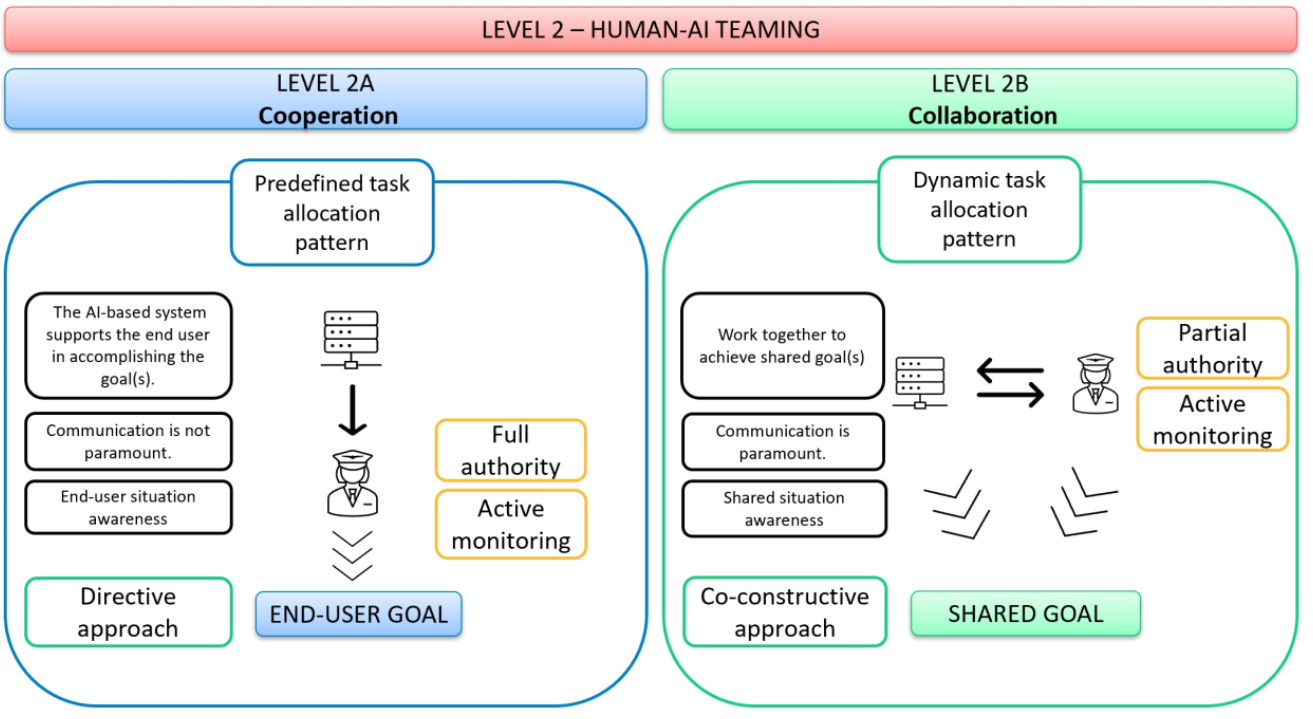 LEVEL 2 – HUMAN-AI TEAMING
LEVEL 2A
Cooperation
Predefined task
allocation
pattern
The AI-based system
supports the end user
in accomplishing the
goal(s).
Communication is not
paramount.
End-user situation
awareness
Full
authority
Active
monitoring
Directive
approach
END-USER GOAL
LEVEL 2B
Collaboration
Dynamic task
allocation
pattern
Work together to
achieve shared goal(s)
Communication is
paramount.
Shared situation
awareness
Partial
authority
Active
monitoring
Co-constructive
approach
SHARED GOAL